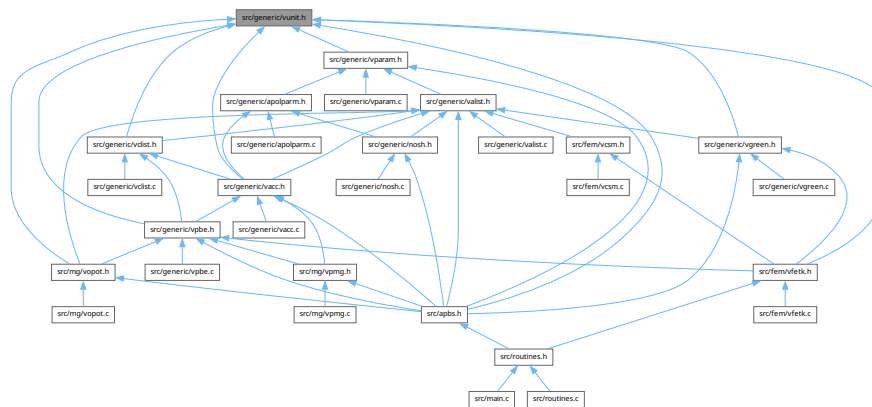 src/generic/vunit.h
src/generic/vparam.h
src/generic/apolparm.h
src/generic/vparam.c
src/generic/valist.h
src/generic/vclist.h
src/generic/apolparm.c
src/generic/nosh.h
src/generic/valist.c
src/fem/vcsm.h
src/generic/vgreen.h
src/generic/vclist.c
src/generic/vacc.h
src/generic/nosh.c
src/fem/vcsm.c
src/generic/vgreen.c
src/generic/vpbe.h
src/generic/vacc.c
src/mg/vopot.h
src/generic/vpbe.c
src/mg/vpmg.h
src/fem/vfetk.h
src/mg/vopot.c
src/mg/vpmg.c
src/apbs.h
src/fem/vfetk.c
src/routines.h
src/main.c
src/routines.c